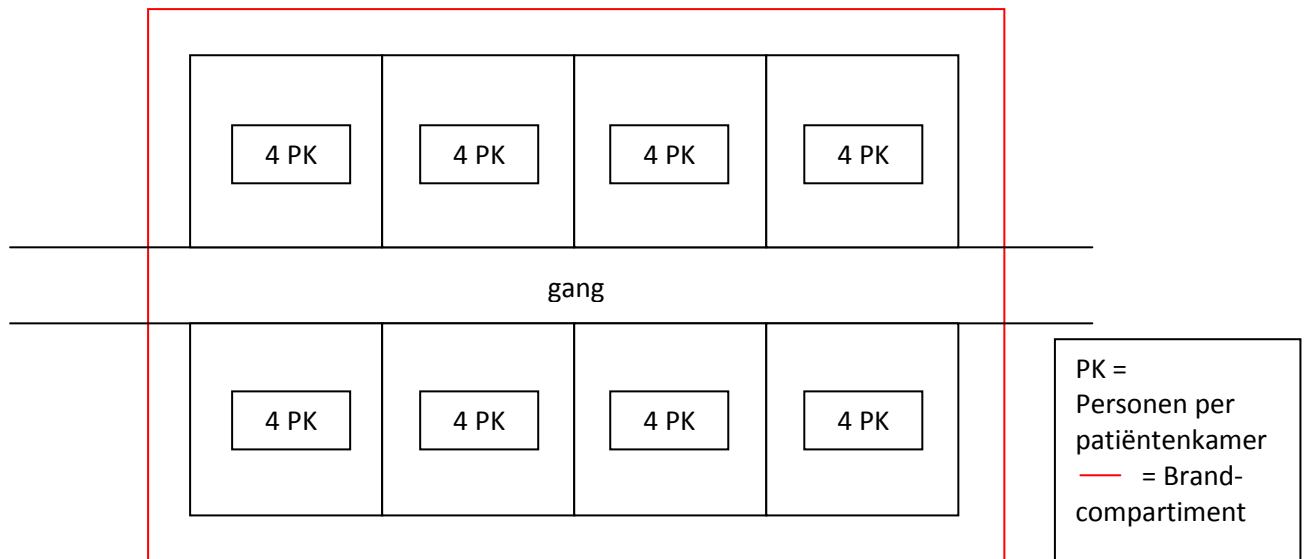 4 PK
4 PK
4 PK
4 PK
gang
4 PK
4 PK
4 PK
4 PK
PK =
Personen per
patiëntenkamer
= Brand-
compartiment